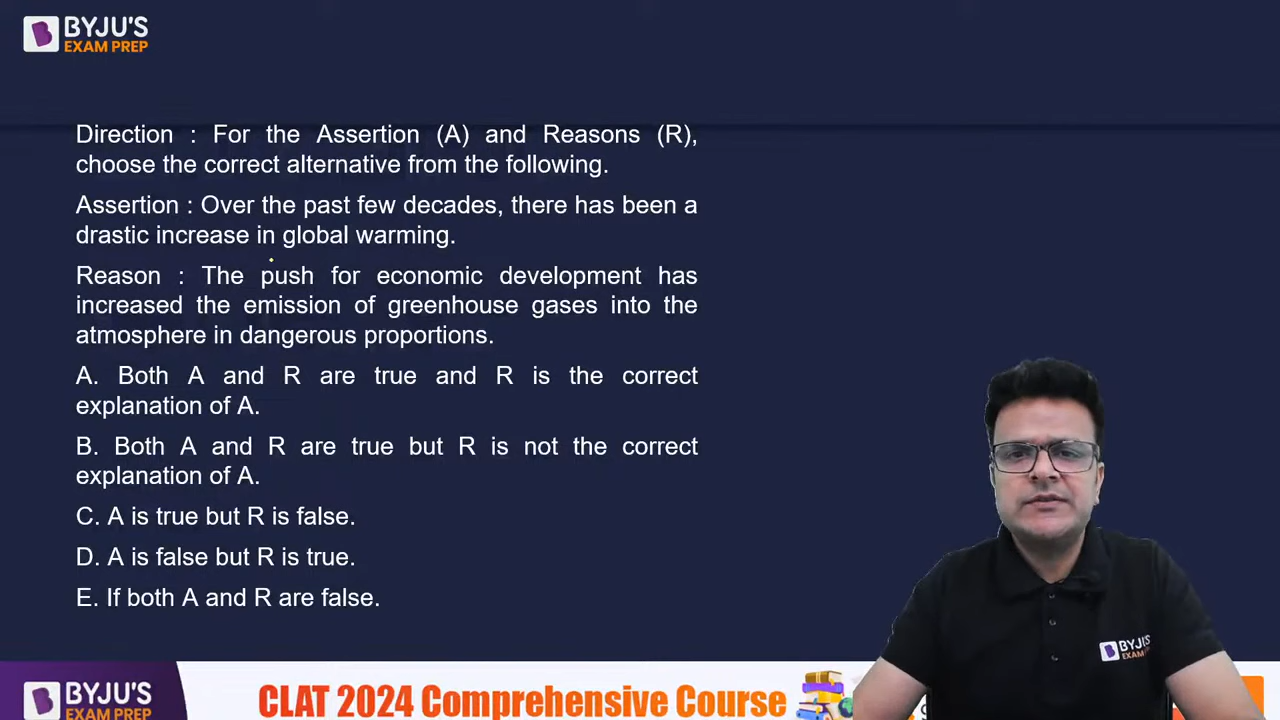 BYJU'S
EXAM PREP
Direction : For the Assertion (A) and Reasons (R),
choose the correct alternative from the following.
Assertion : Over the past few decades, there has been a
drastic increase in global warming.
Reason : The push for economic development has
increased the emission of greenhouse gases into the
atmosphere in dangerous proportions.
A. Both A and R are true and R is the correct
explanation of A.
B. Both A and R are true but R is not the correct
explanation of A.
C. A is true but R is false.
D. A is false but R is true.
E. If both A and R are false.
BYJU'S
EXAM PREP
BYJU'S
EXAM PREP
CLAT 2024 Comprehensive Course